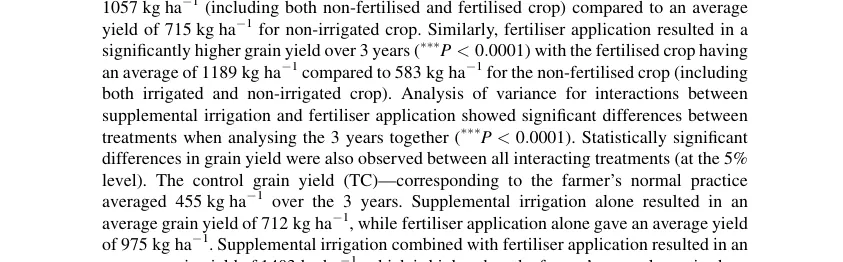 1057 kg ha⁻¹ (including both non-fertilised and fertilised crop) compared to an average
yield of 715 kg ha⁻¹ for non-irrigated crop. Similarly, fertiliser application resulted in a
significantly higher grain yield over 3 years (***P < 0.0001) with the fertilised crop having
an average of 1189 kg ha⁻¹ compared to 583 kg ha⁻¹ for the non-fertilised crop (including
both irrigated and non-irrigated crop). Analysis of variance for interactions between
supplemental irrigation and fertiliser application showed significant differences between
treatments when analysing the 3 years together (***P < 0.0001). Statistically significant
differences in grain yield were also observed between all interacting treatments (at the 5%
level). The control grain yield (TC)—corresponding to the farmer's normal practice
averaged 455 kg ha⁻¹ over the 3 years. Supplemental irrigation alone resulted in an
average grain yield of 712 kg ha⁻¹, while fertiliser application alone gave an average yield
of 975 kg ha⁻¹. Supplemental irrigation combined with fertiliser application resulted in an